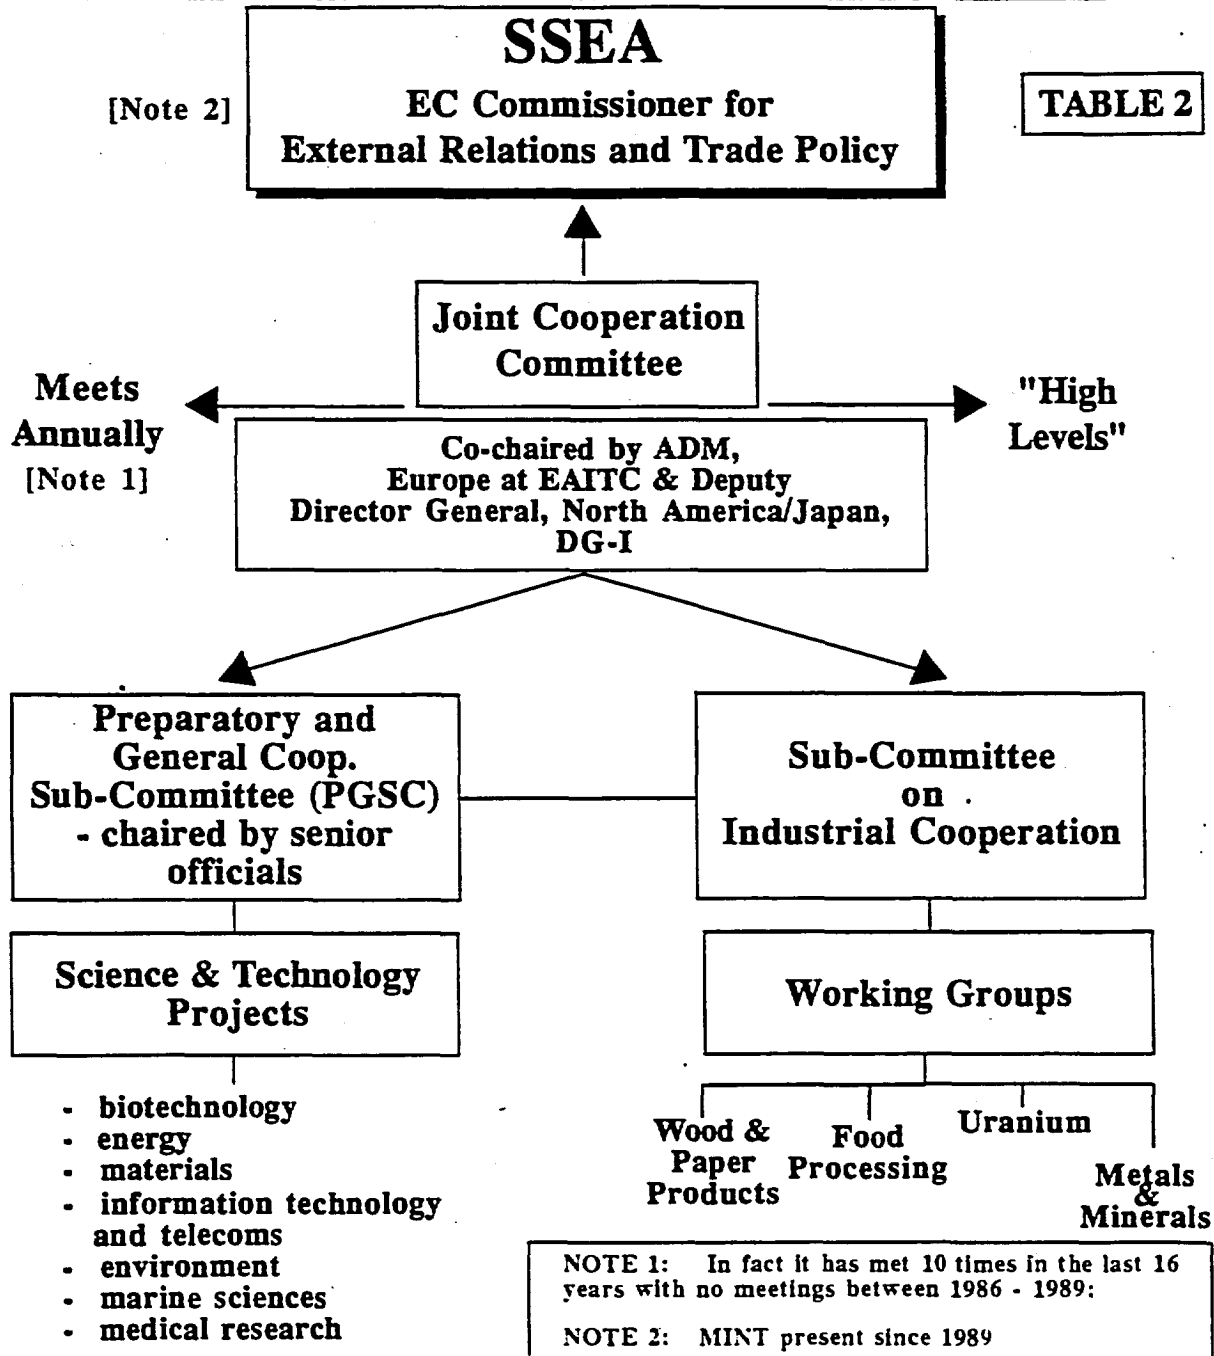 SSEA
EC Commissioner for
External Relations and Trade Policy
[Note 2]
TABLE 2
Joint Cooperation
Committee
Meets
Annually
[Note 1]
"High
Levels"
Co-chaired by ADM,
Europe at EAITC & Deputy
Director General, North America/Japan,
DG-I
Preparatory and
General Coop.
Sub-Committee (PGSC)
- chaired by senior
officials
Sub-Committee
on
Industrial Cooperation
Science & Technology
Projects
Working Groups
- biotechnology
- energy
- materials
- information technology
and telecoms
- environment
- marine sciences
- medical research
Wood &
Paper
Products
Food
Processing
Uranium
Metals
&
Minerals
NOTE 1: In fact it has met 10 times in the last 16
years with no meetings between 1986 - 1989:
NOTE 2: MINT present since 1989